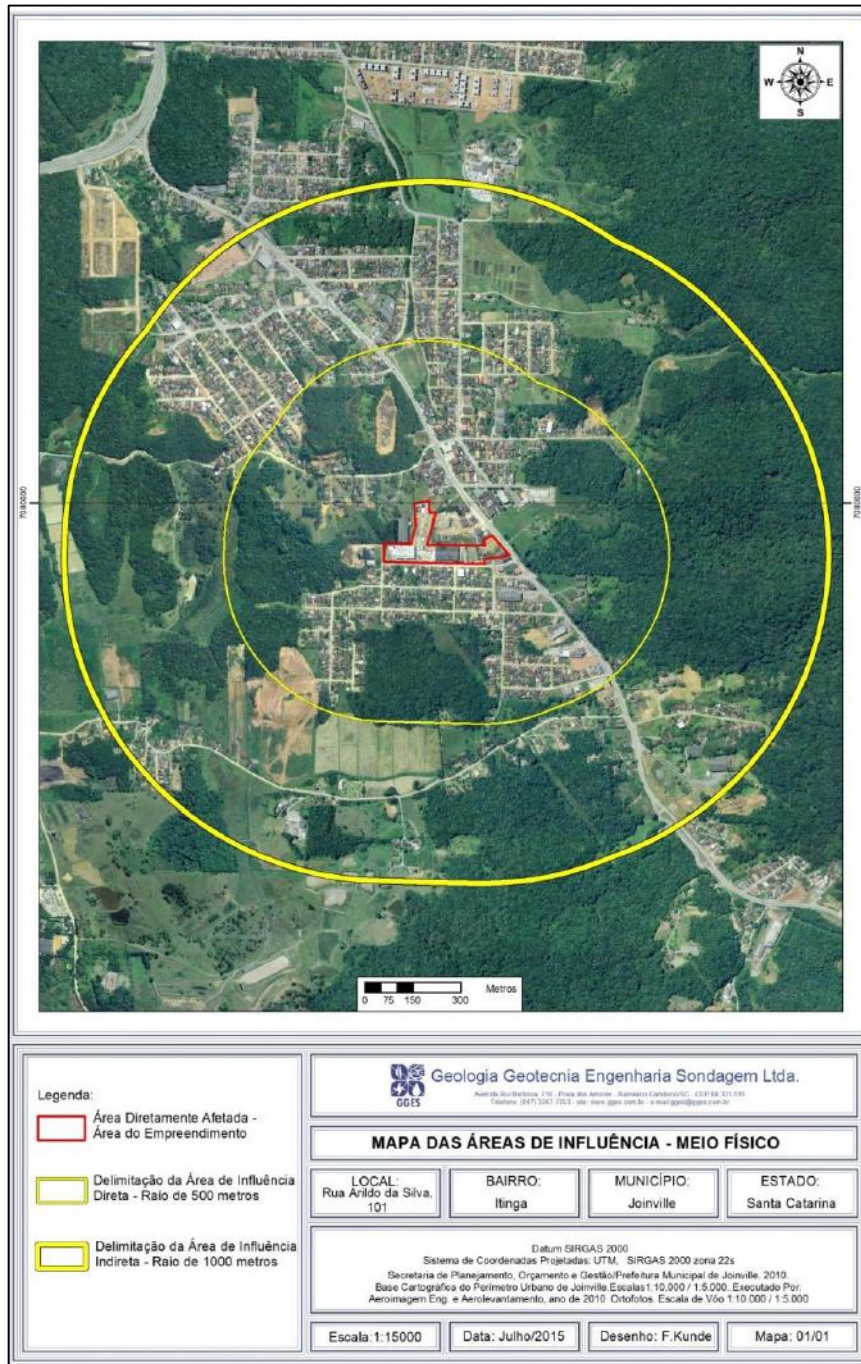 N
W E
S
7080000
7080000
Metros
0 75 150 300
Legenda:
Área Diretamente Afetada -
Área do Empreendimento
Delimitação da Área de Influência
Direta - Raio de 500 metros
Delimitação da Área de Influência
Indireta - Raio de 1000 metros
GGES
Geologia Geotecnia Engenharia Sondagem Ltda.
MAPA DAS ÁREAS DE INFLUÊNCIA - MEIO FÍSICO
LOCAL:
Rua Arildo da Silva,
101
BAIRRO:
Itinga
MUNICÍPIO:
Joinville
ESTADO:
Santa Catarina
Datum SIRGAS 2000
Sistema de Coordenadas Projetadas: UTM, SIRGAS 2000 zona 22s
Secretaria de Planejamento, Orçamento e Gestão/Prefeitura Municipal de Joinville. 2010.
Base Cartográfica do Perímetro Urbano de Joinville.Escalas1:10.000 / 1:5.000. Executado Por:
Aeroimagem Eng. e Aerolevantamento, ano de 2010 Ortofotos. Escala de Vôo 1:10.000 / 1:5.000
Escala:1:15000
Data: Julho/2015
Desenho: F.Kunde
Mapa: 01/01